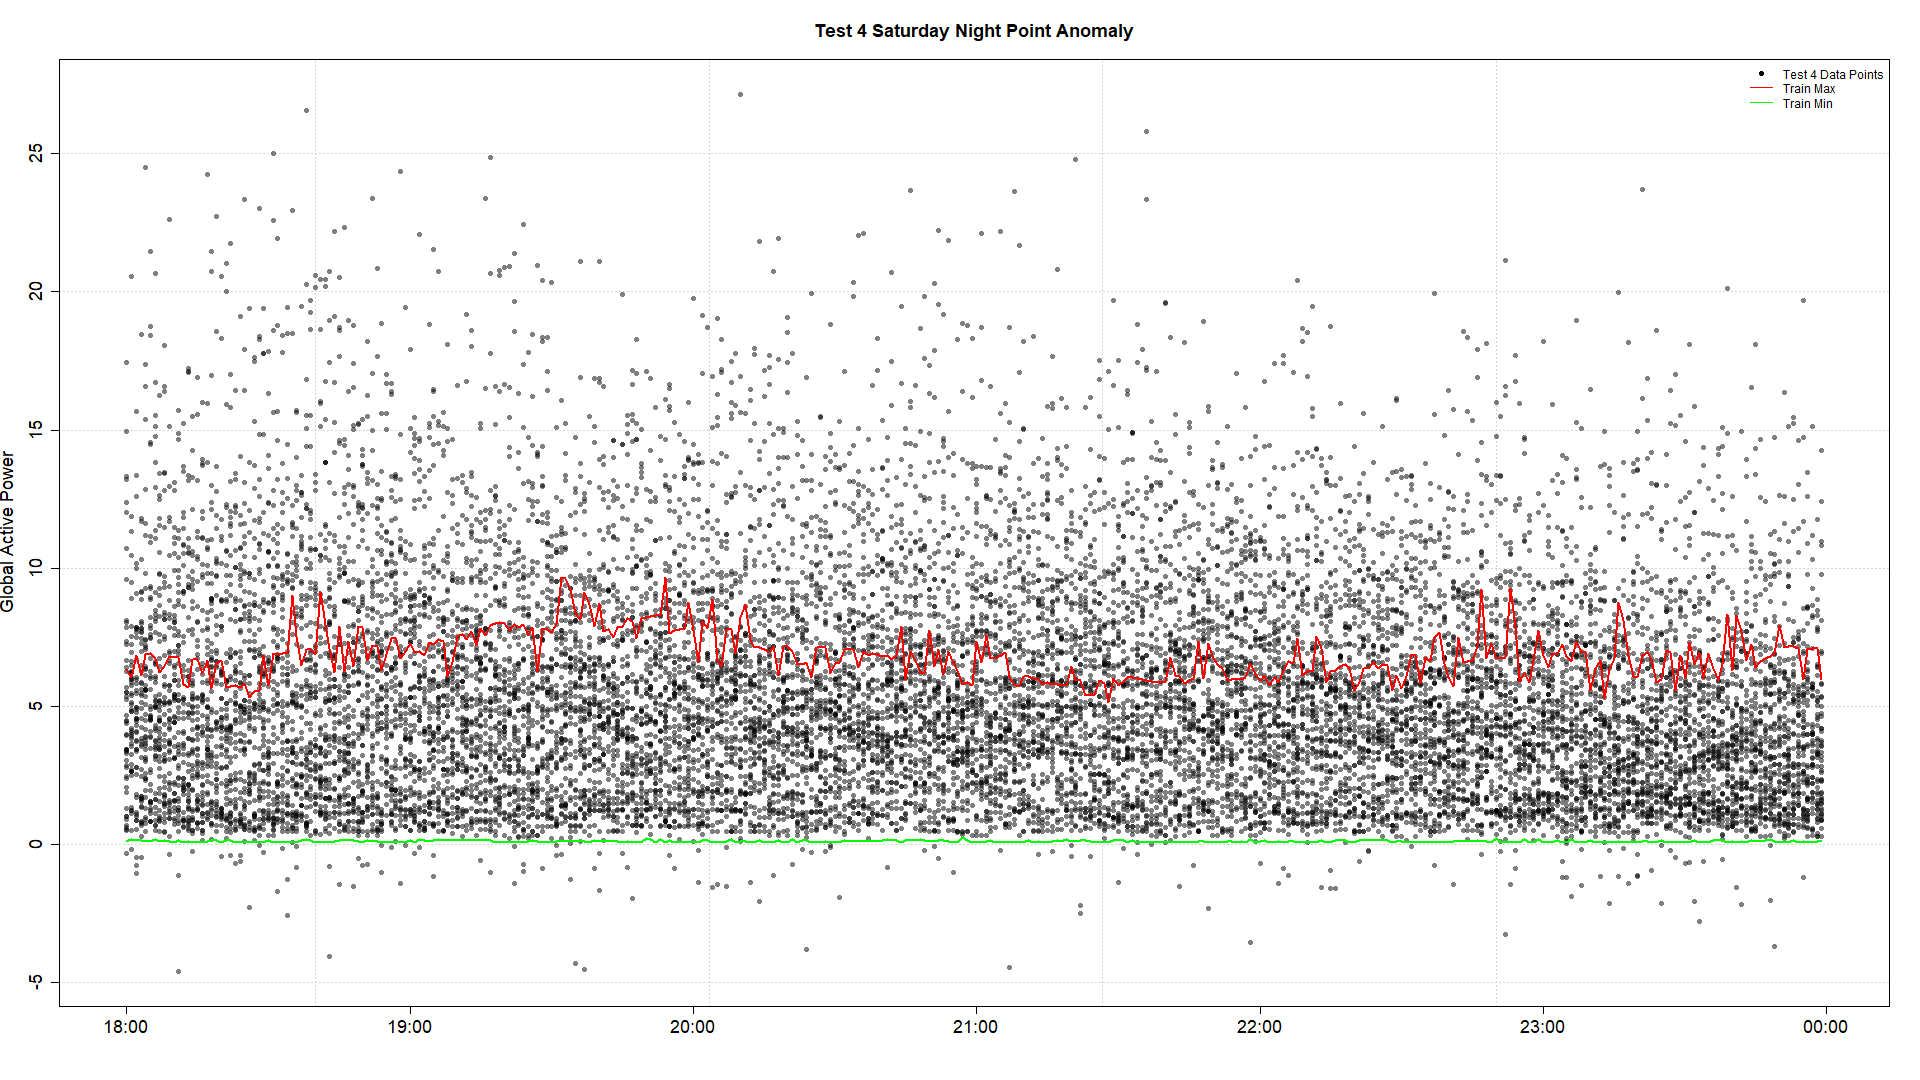 Test 4 Saturday Night Point Anomaly
Test 4 Data Points
Train Max
Train Min
Global Active Power
25
20
15
10
5
0
-5
18:00
19:00
20:00
21:00
22:00
23:00
00:00